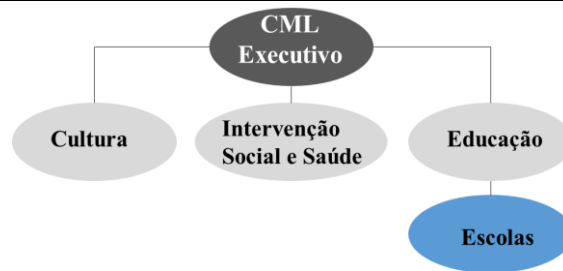 CML
Executivo
Cultura
Intervenção
Social e Saúde
Educação
Escolas